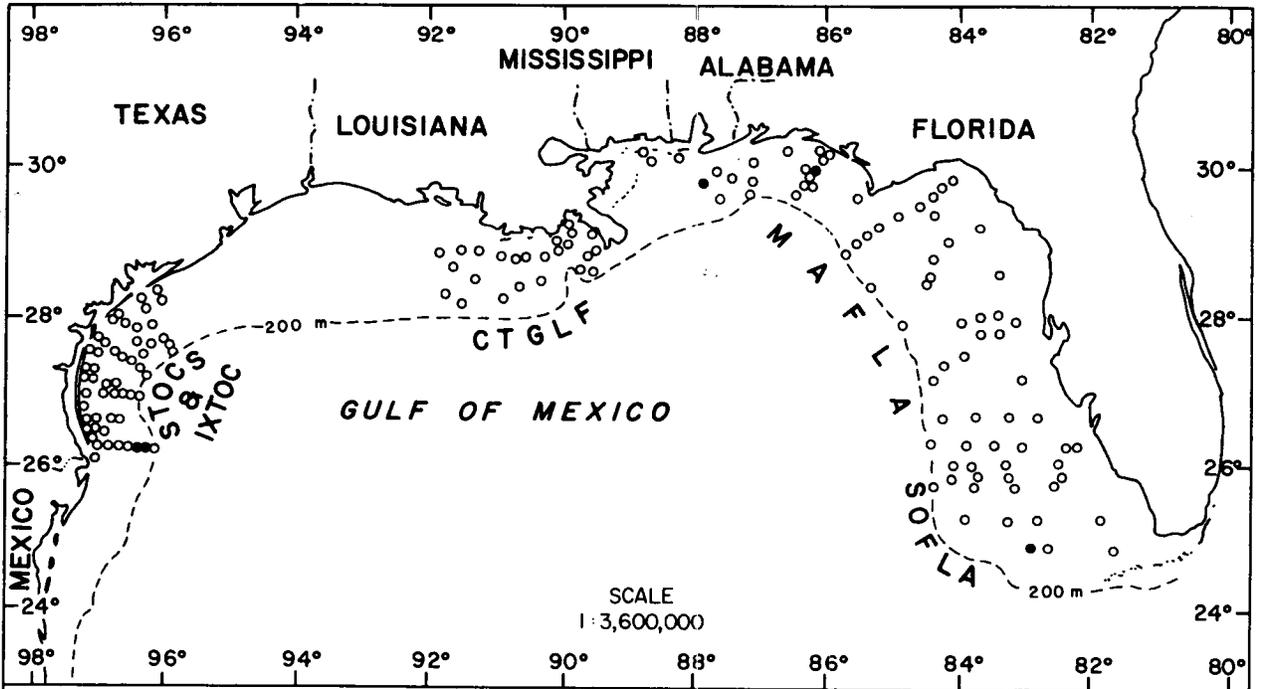 98° 96° 94° 92° 90° 88° 86° 84° 82° 80°
MISSISSIPPI ALABAMA
TEXAS LOUISIANA FLORIDA
30° 30°
MAFLA
28° 28°
200 m
CTGLF
STOCS
&
IXTOC
GULF OF MEXICO
26° 26°
SOFLA
MEXICO
200 m
SCALE
1:3,600,000
24° 24°
98° 96° 94° 92° 90° 88° 86° 84° 82° 80°